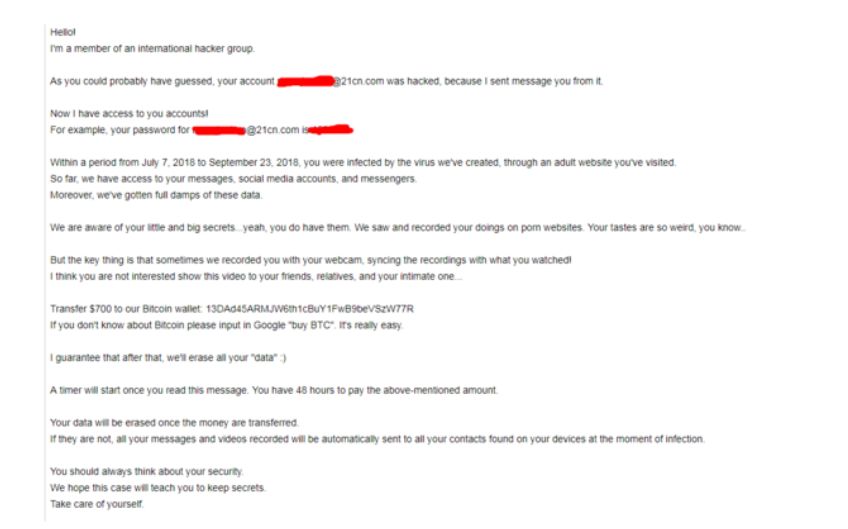 Hello!
I'm a member of an international hacker group.
As you could probably have guessed, your account @21cn.com was hacked, because I sent message you from it.
Now I have access to you accounts!
For example, your password for @21cn.com is
Within a period from July 7, 2018 to September 23, 2018, you were infected by the virus we've created, through an adult website you've visited.
So far, we have access to your messages, social media accounts, and messengers.
Moreover, we've gotten full damps of these data.
We are aware of your little and big secrets...yeah, you do have them. We saw and recorded your doings on porn websites. Your tastes are so weird, you know..
But the key thing is that sometimes we recorded you with your webcam, syncing the recordings with what you watched!
I think you are not interested show this video to your friends, relatives, and your intimate one...
Transfer $700 to our Bitcoin wallet: 13DAd45ARMJW6th1cBuY1FwB9beVSzW77R
If you don't know about Bitcoin please input in Google "buy BTC". It's really easy.
I guarantee that after that, we'll erase all your "data" :)
A timer will start once you read this message. You have 48 hours to pay the above-mentioned amount.
Your data will be erased once the money are transferred.
If they are not, all your messages and videos recorded will be automatically sent to all your contacts found on your devices at the moment of infection.
You should always think about your security.
We hope this case will teach you to keep secrets.
Take care of yourself.